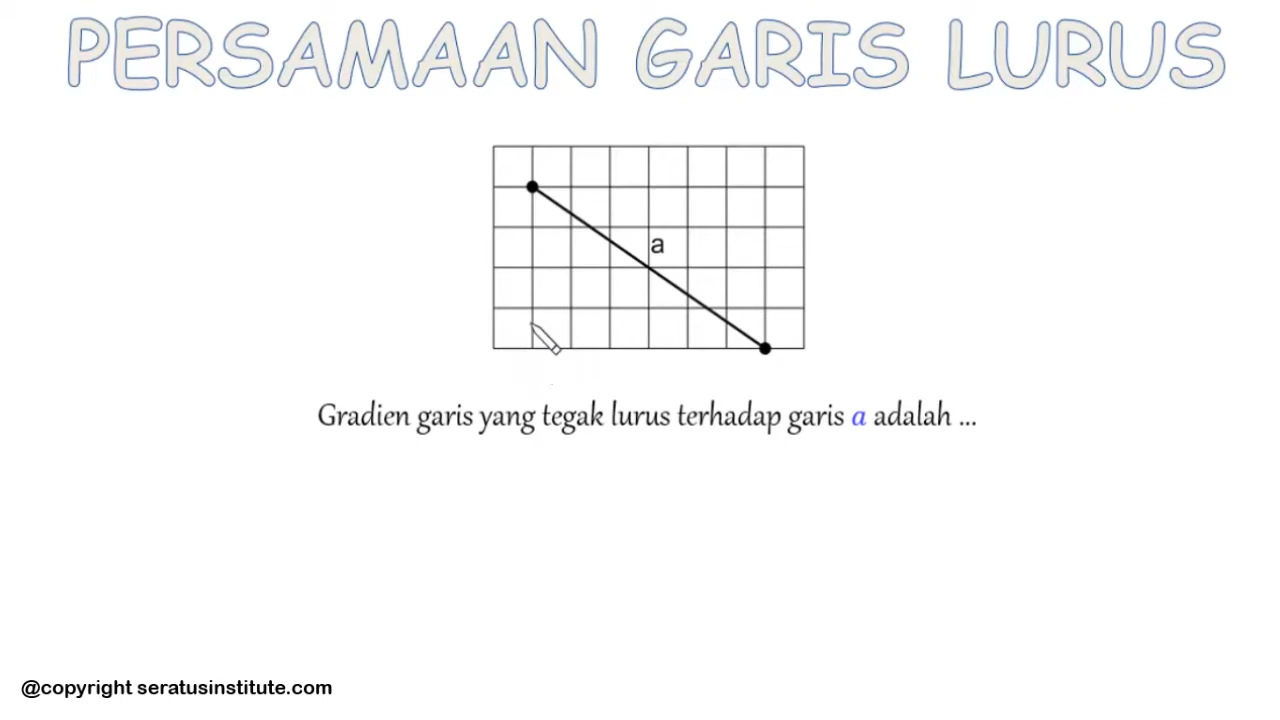 PERSAMAAN GARIS LURUS
a
Gradien garis yang tegak lurus terhadap garis a adalah ...
@copyright seratusinstitute.com